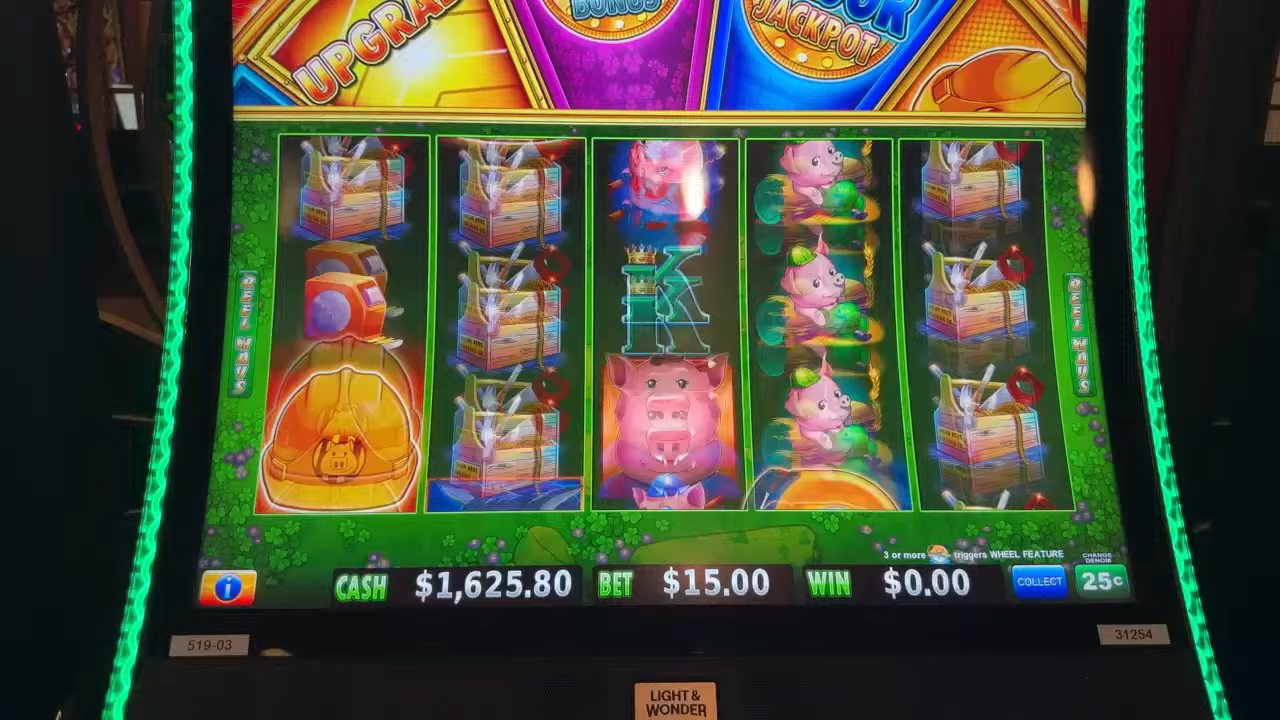 UPGRA
BONUS
JACKPOT
REEL WAYS
REEL WAYS
K
3 or more triggers WHEEL FEATURE
CHANGE
DENOM
CASH $1,625.80 BET $15.00 WIN $0.00 COLLECT 25¢
519-03
31254
LIGHT &
WONDER